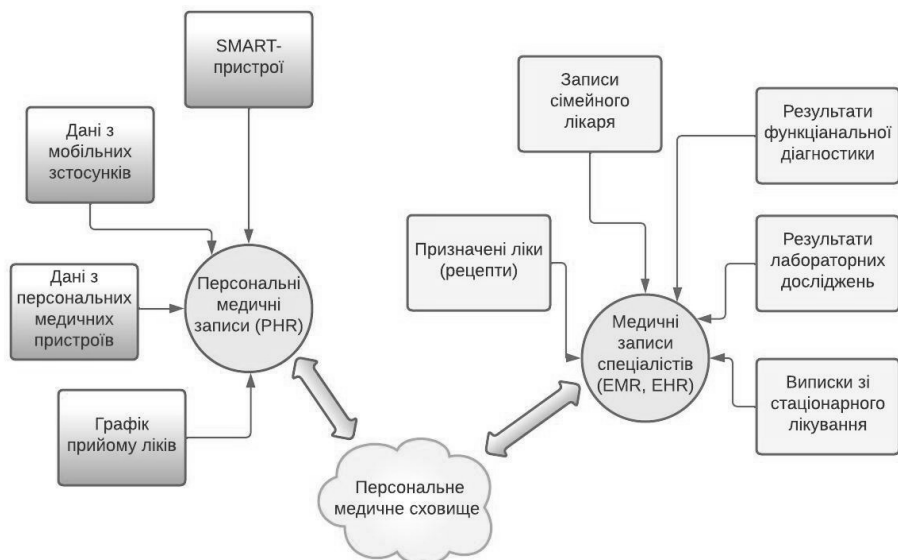 SMART-
пристрої
Дані з
мобільних
зстосунків
Дані з
персональних
медичних
пристроїв
Графік
прийому ліків
Персональні
медичні
записи (PHR)
Записи
сімейного
лікаря
Призначені ліки
(рецепти)
Результати
функціанальної
діагностики
Результати
лабораторних
досліджень
Виписки зі
стаціонарного
лікування
Медичні
записи
спеціалістів
(EMR, EHR)
Персональне
медичне сховище